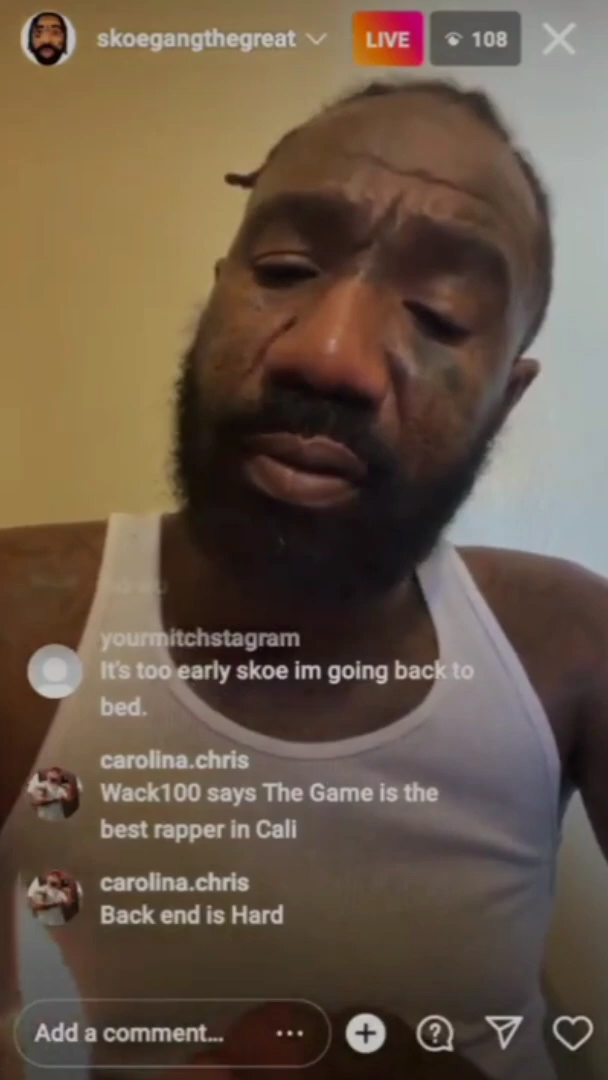 skoegangthegreat
LIVE
108
yourmitchstagram
It's too early skoe im going back to
bed.
carolina.chris
Wack100 says The Game is the
best rapper in Cali
carolina.chris
Back end is Hard
Add a comment...